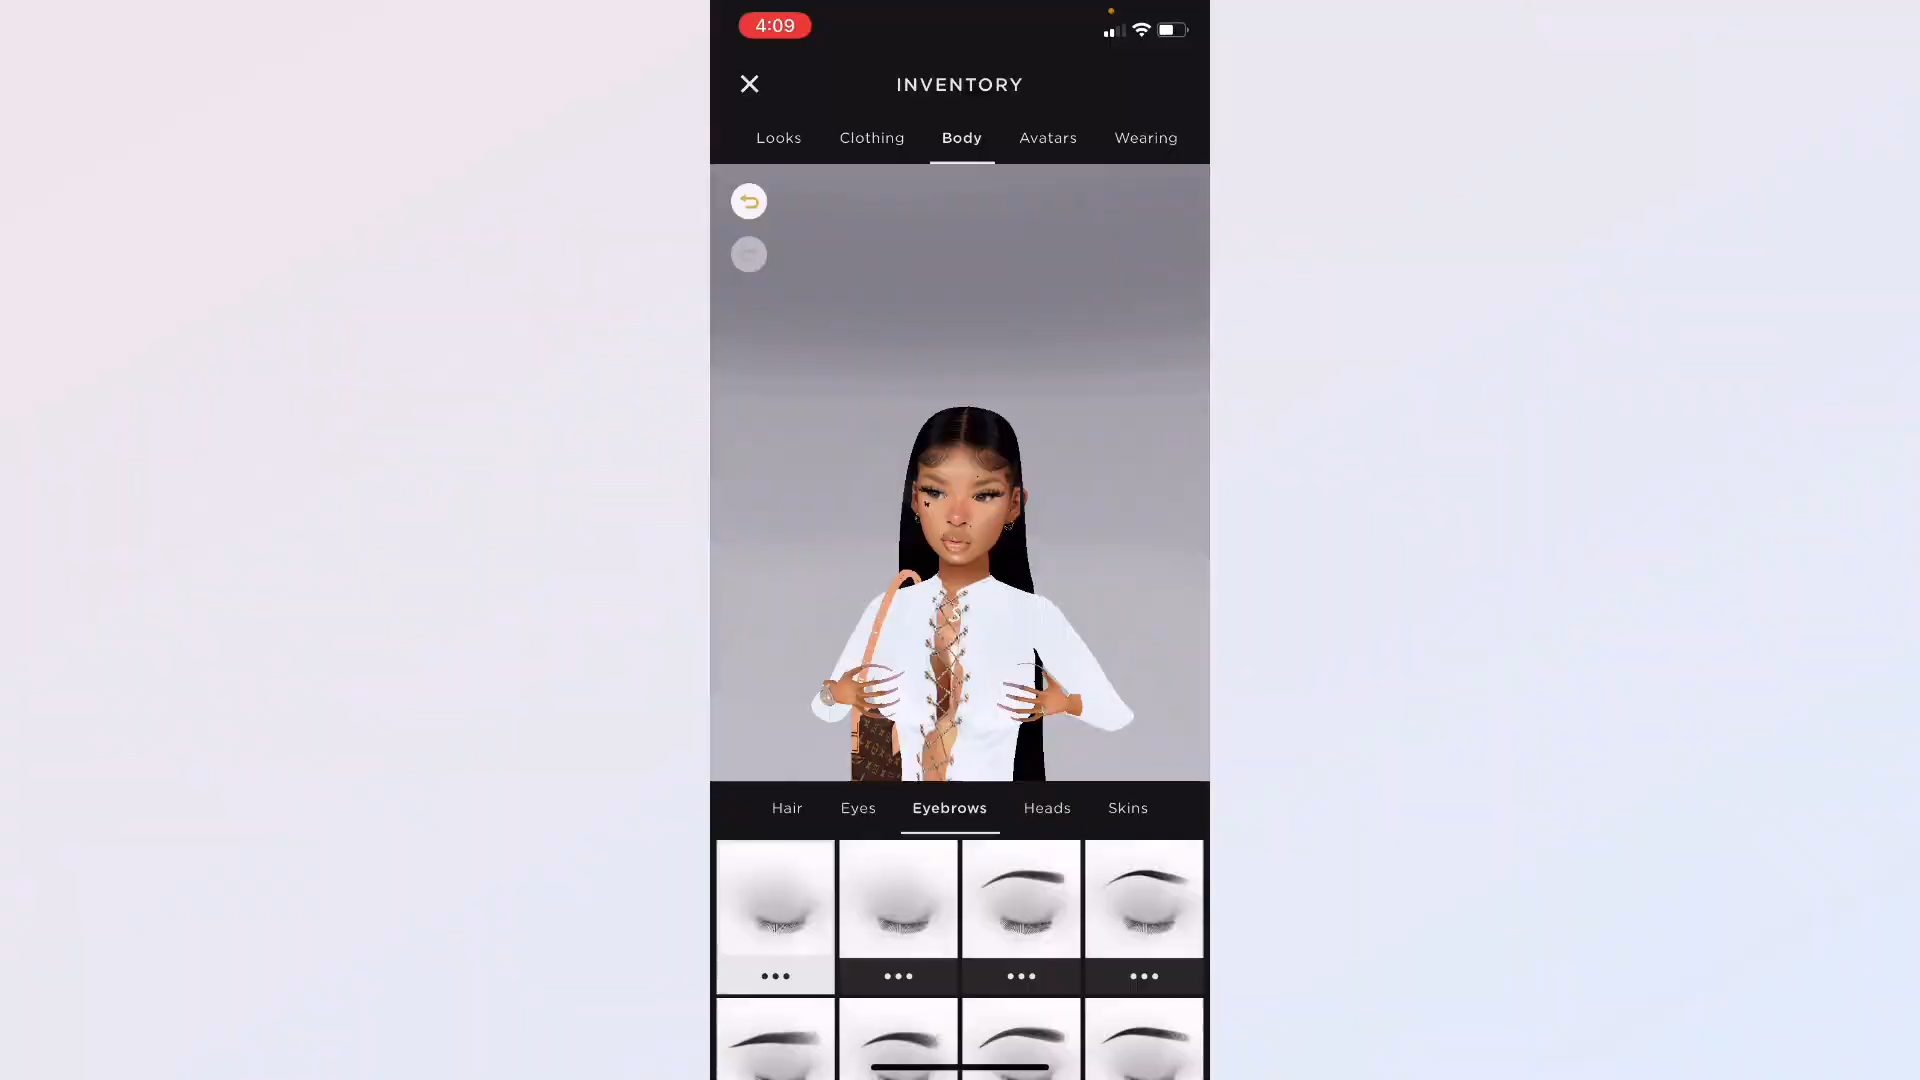 4:09
INVENTORY
Looks Clothing Body Avatars Wearing
Hair Eyes Eyebrows Heads Skins